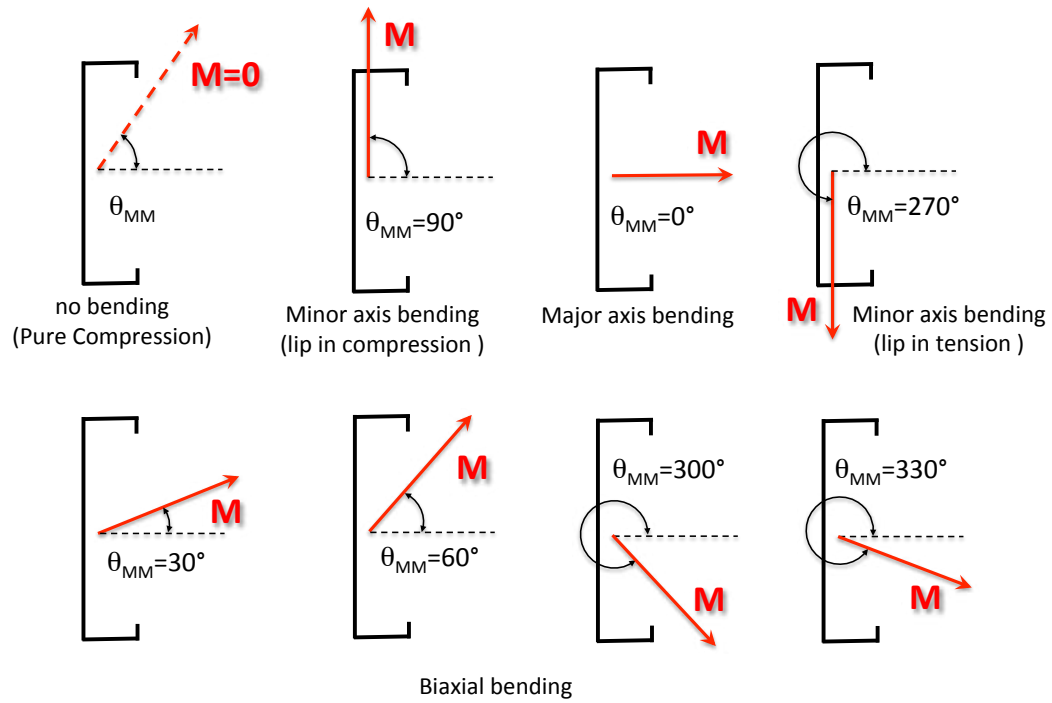 M=0
θMM
no bending
(Pure Compression)
M
θMM=90°
Minor axis bending
(lip in compression )
M
θMM=0°
Major axis bending
θMM=270°
M
Minor axis bending
(lip in tension )
M
θMM=30°
M
θMM=60°
θMM=300°
M
θMM=330°
M
Biaxial bending